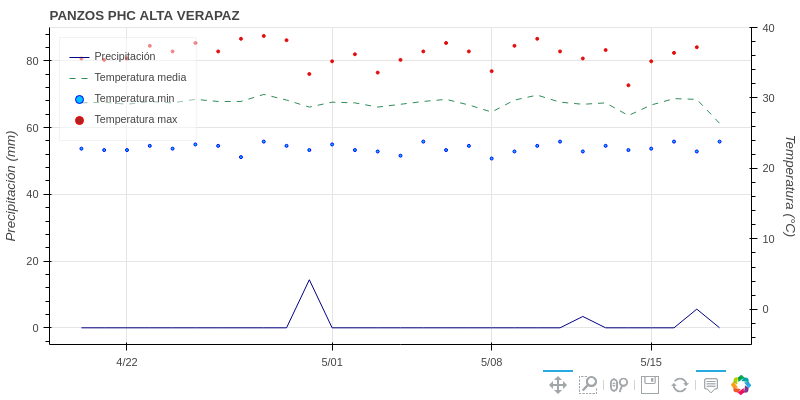 PANZOS PHC ALTA VERAPAZ
Precipitación
Temperatura media
Temperatura min
Temperatura max
Precipitación (mm)
80
60
40
20
0
Temperatura (°C)
40
30
20
10
0
4/22
5/01
5/08
5/15